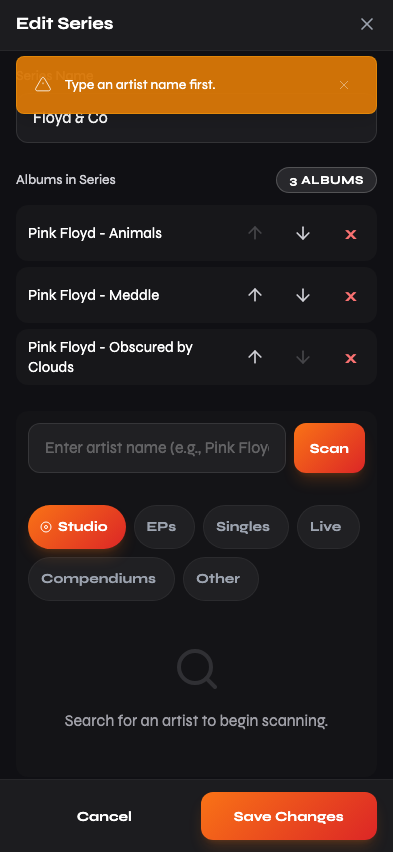 Edit Series
Series Name
Type an artist name first.
Floyd & Co
Albums in Series
3 ALBUMS
Pink Floyd - Animals
x
Pink Floyd - Meddle
x
Pink Floyd - Obscured by
Clouds
x
Enter artist name (e.g., Pink Floy
Scan
Studio
EPs
Singles
Live
Compendiums
Other
Search for an artist to begin scanning.
Cancel
Save Changes